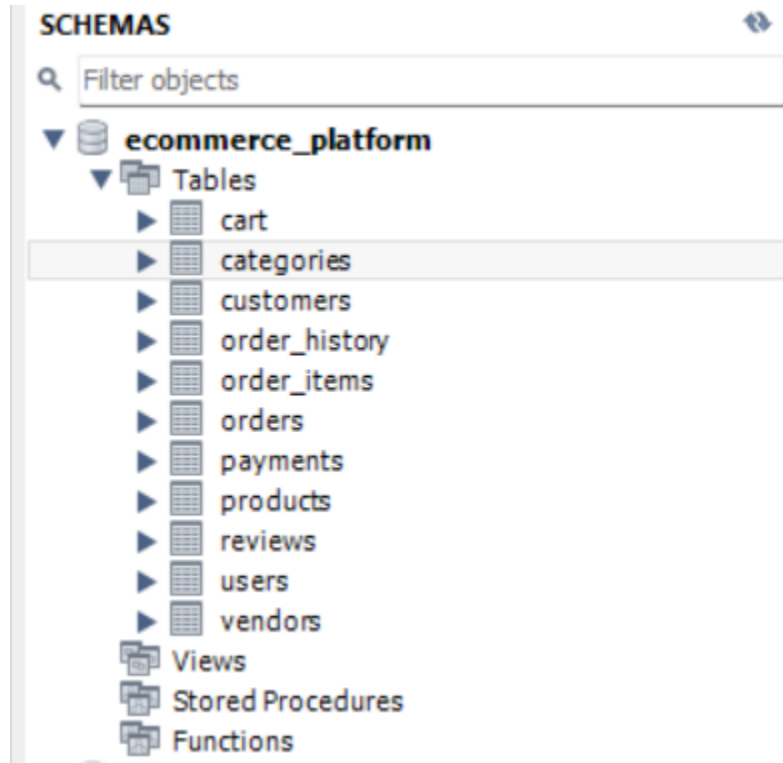 SCHEMAS
Filter objects
ecommerce_platform
Tables
cart
categories
customers
order_history
order_items
orders
payments
products
reviews
users
vendors
Views
Stored Procedures
Functions